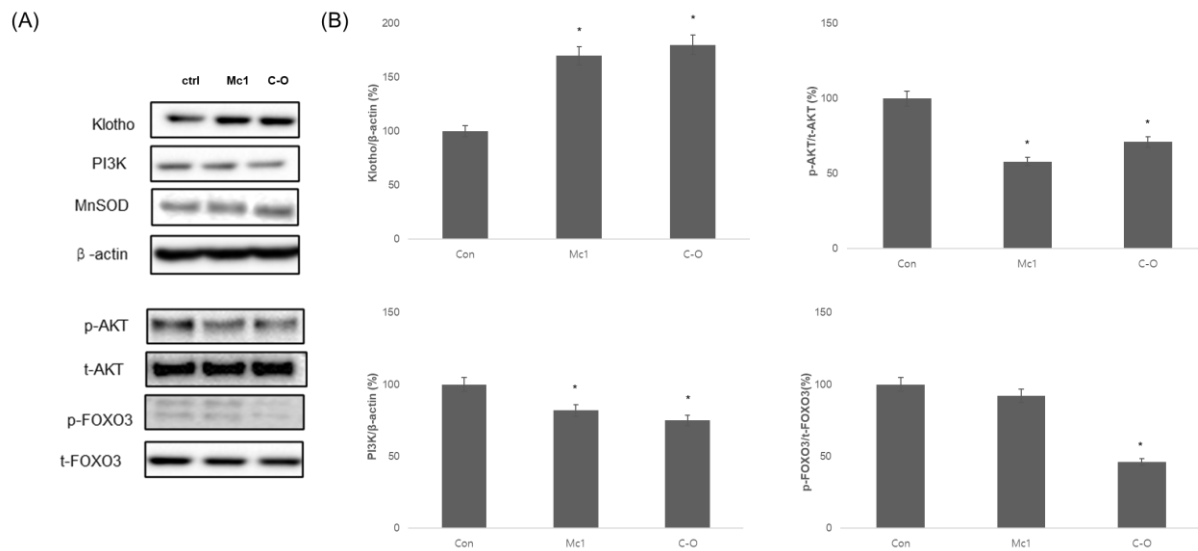 (A)
ctrl Mc1 C-O
Klotho
PI3K
MnSOD
β-actin
p-AKT
t-AKT
p-FOXO3
t-FOXO3
(B)
Klotho/β-actin (%)
200
150
100
50
0
*
*
Con Mc1 C-O
p-AKT/t-AKT (%)
150
100
50
0
*
*
Con Mc1 C-O
PI3K/β-actin (%)
150
100
50
0
*
*
Con Mc1 C-O
p-FOXO3/t-FOXO3(%)
150
100
50
0
*
Con Mc1 C-O